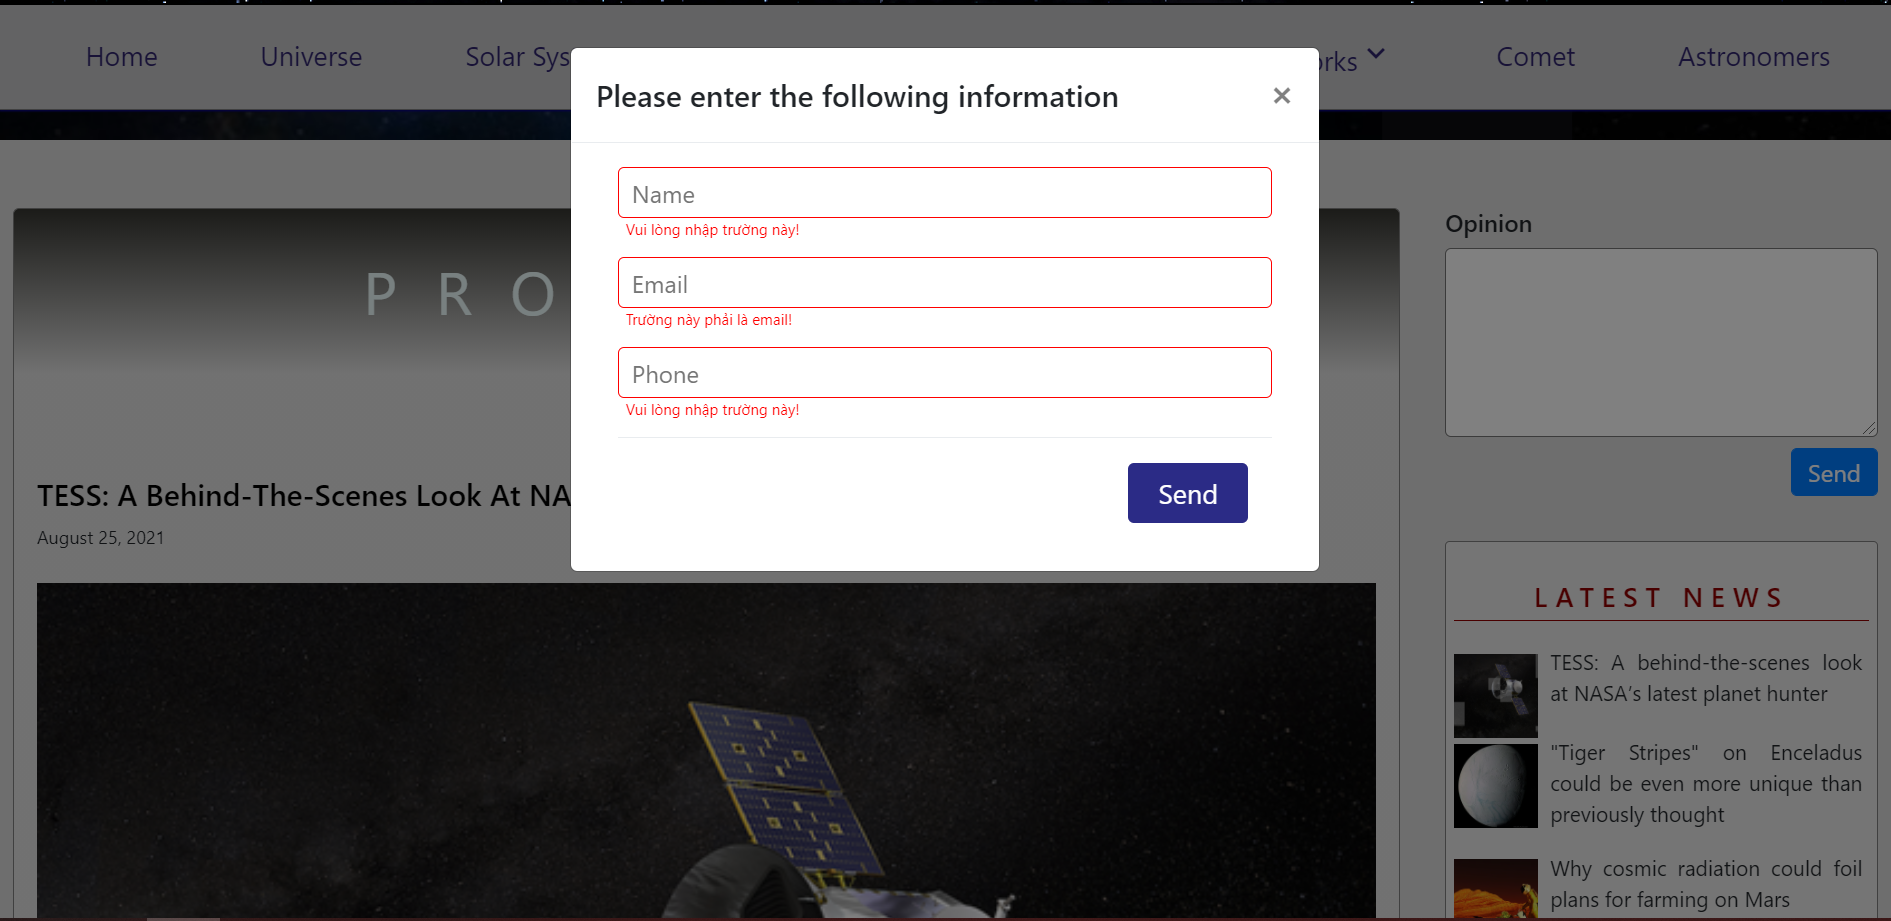 Home
Universe
Solar Sys
orks
Comet
Astronomers
Please enter the following information
×
Name
Vui lòng nhập trường này!
Email
Trường này phải là email!
Phone
Vui lòng nhập trường này!
Send
PRO
TESS: A Behind-The-Scenes Look At NA
August 25, 2021
Opinion
Send
LATEST NEWS
TESS: A behind-the-scenes look
at NASA’s latest planet hunter
"Tiger Stripes" on Enceladus
could be even more unique than
previously thought
Why cosmic radiation could foil
plans for farming on Mars